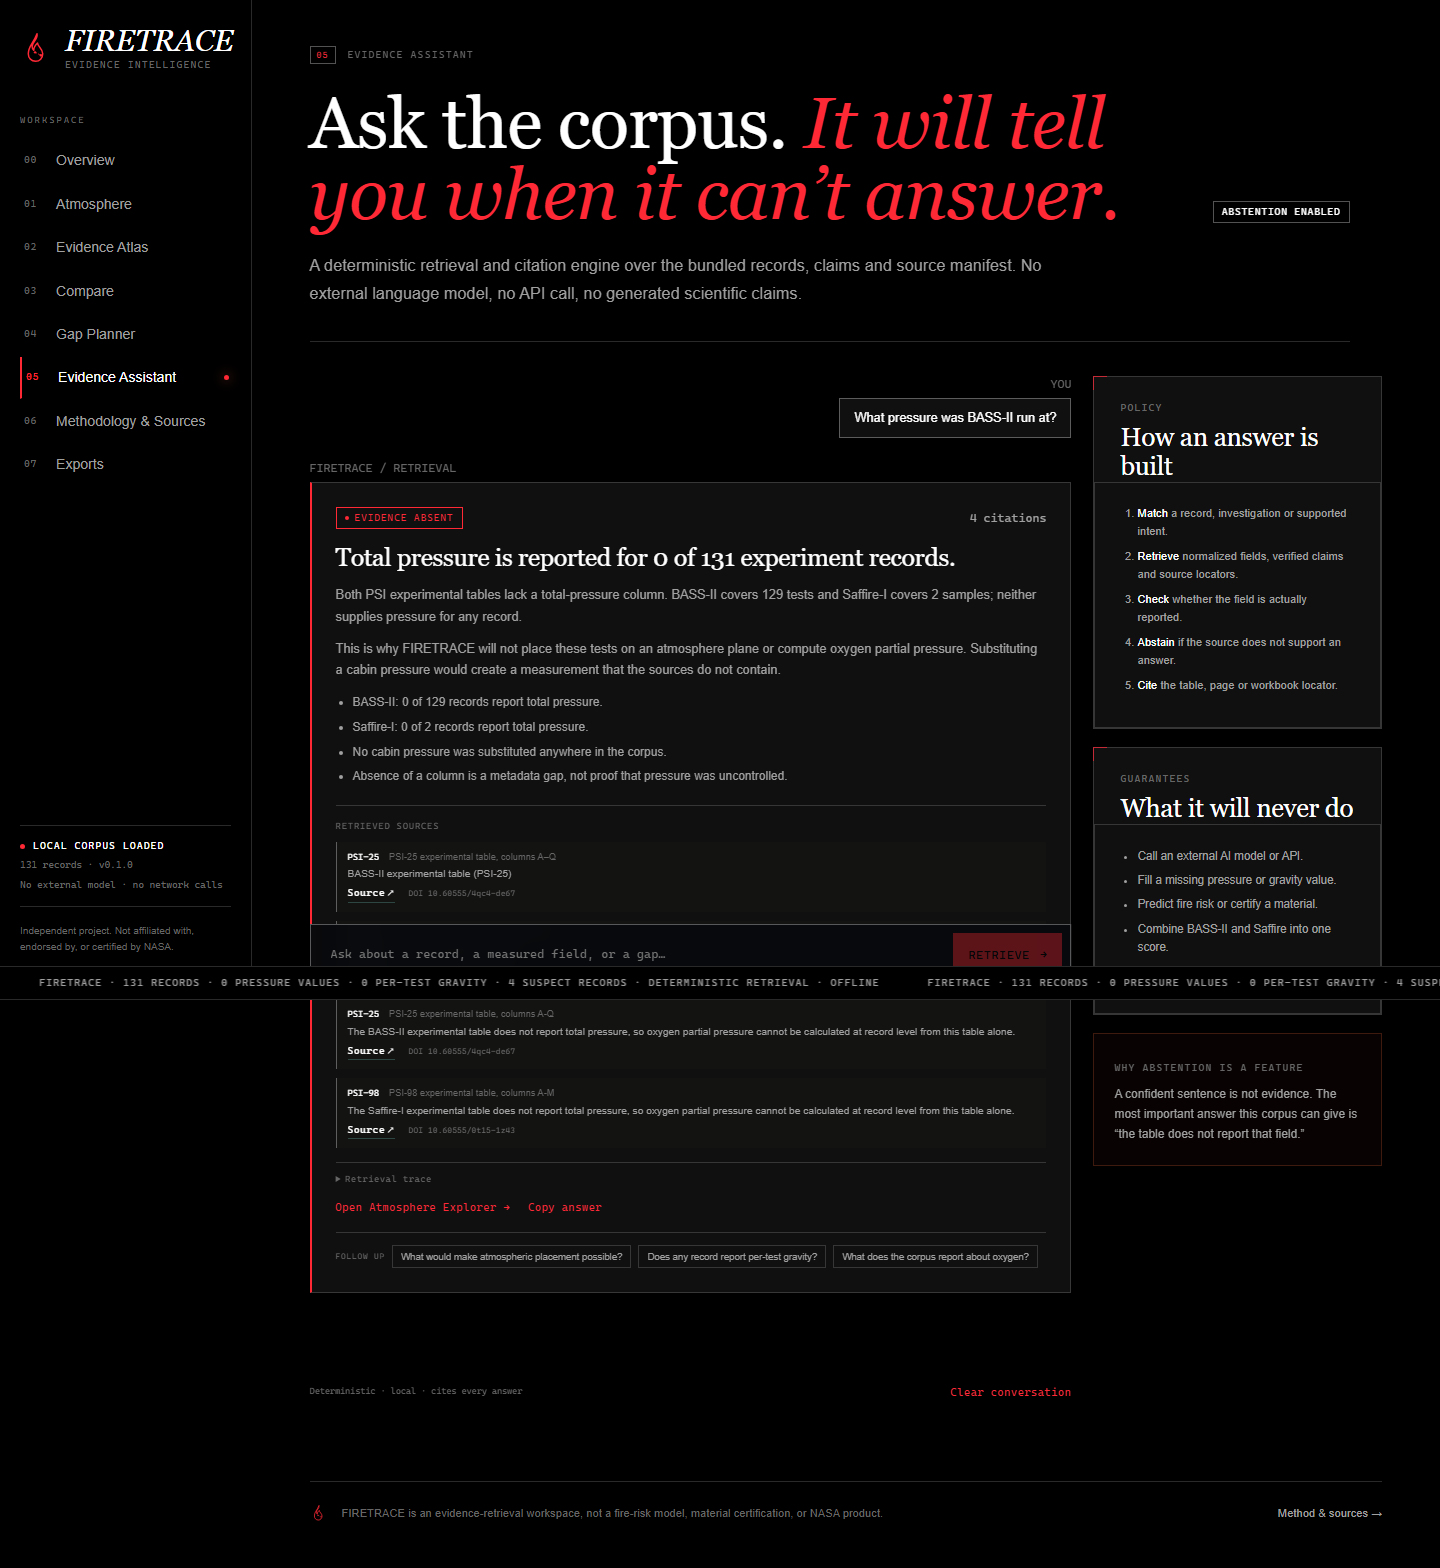 FIRETRACE
EVIDENCE INTELLIGENCE
WORKSPACE
00 Overview
01 Atmosphere
02 Evidence Atlas
03 Compare
04 Gap Planner
05 Evidence Assistant
06 Methodology & Sources
07 Exports
LOCAL CORPUS LOADED
131 records · v0.1.0
No external model · no network calls
Independent project. Not affiliated with,
endorsed by, or certified by NASA.
05 EVIDENCE ASSISTANT
Ask the corpus. It will tell
you when it can’t answer.
ABSTENTION ENABLED
A deterministic retrieval and citation engine over the bundled records, claims and source manifest. No
external language model, no API call, no generated scientific claims.
YOU
What pressure was BASS-II run at?
FIRETRACE / RETRIEVAL
EVIDENCE ABSENT
4 citations
Total pressure is reported for 0 of 131 experiment records.
Both PSI experimental tables lack a total-pressure column. BASS-II covers 129 tests and Saffire-I covers 2 samples; neither
supplies pressure for any record.
This is why FIRETRACE will not place these tests on an atmosphere plane or compute oxygen partial pressure. Substituting
a cabin pressure would create a measurement that the sources do not contain.
• BASS-II: 0 of 129 records report total pressure.
• Saffire-I: 0 of 2 records report total pressure.
• No cabin pressure was substituted anywhere in the corpus.
• Absence of a column is a metadata gap, not proof that pressure was uncontrolled.
RETRIEVED SOURCES
PSI-25 PSI-25 experimental table, columns A–Q
BASS-II experimental table (PSI-25)
Source ↗ DOI 10.60555/4qc4-de67
Ask about a record, a measured field, or a gap…
RETRIEVE →
FIRETRACE · 131 RECORDS · 0 PRESSURE VALUES · 0 PER-TEST GRAVITY · 4 SUSPECT RECORDS · DETERMINISTIC RETRIEVAL · OFFLINE
FIRETRACE · 131 RECORDS · 0 PRESSURE VALUES · 0 PER-TEST GRAVITY · 4
PSI-25 PSI-25 experimental table, columns A-Q
The BASS-II experimental table does not report total pressure, so oxygen partial pressure cannot be calculated at record level from this table alone.
Source ↗ DOI 10.60555/4qc4-de67
PSI-98 PSI-98 experimental table, columns A-M
The Saffire-I experimental table does not report total pressure, so oxygen partial pressure cannot be calculated at record level from this table alone.
Source ↗ DOI 10.60555/0t15-1z43
▶ Retrieval trace
Open Atmosphere Explorer → Copy answer
FOLLOW UP
What would make atmospheric placement possible?
Does any record report per-test gravity?
What does the corpus report about oxygen?
Deterministic · local · cites every answer
Clear conversation
POLICY
How an answer is
built
1. Match a record, investigation or supported
intent.
2. Retrieve normalized fields, verified claims
and source locators.
3. Check whether the field is actually
reported.
4. Abstain if the source does not support an
answer.
5. Cite the table, page or workbook locator.
GUARANTEES
What it will never do
• Call an external AI model or API.
• Fill a missing pressure or gravity value.
• Predict fire risk or certify a material.
• Combine BASS-II and Saffire into one
score.
WHY ABSTENTION IS A FEATURE
A confident sentence is not evidence. The
most important answer this corpus can give is
“the table does not report that field.”
FIRETRACE is an evidence-retrieval workspace, not a fire-risk model, material certification, or NASA product.
Method & sources →